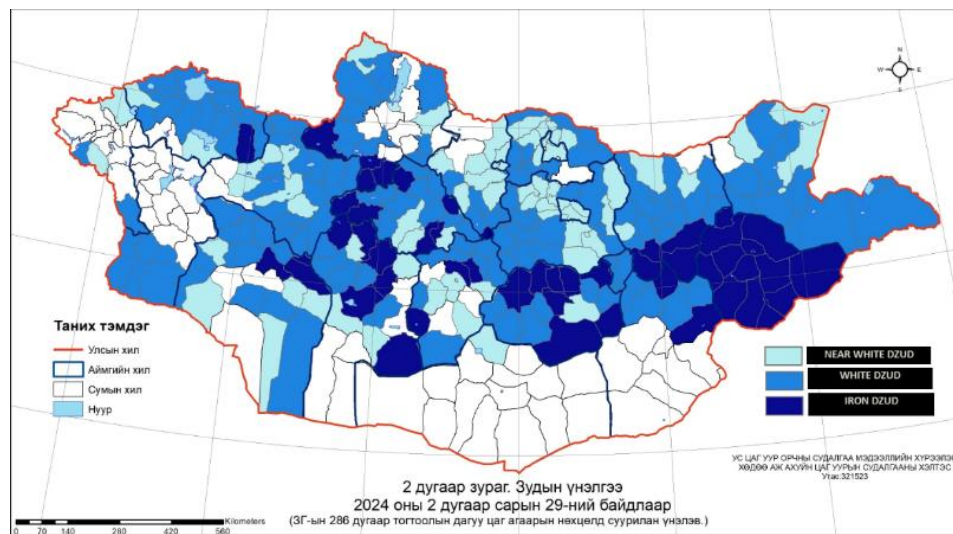 N
W E
S
Таних тэмдэг
Улсын хил
Аймгийн хил
Сумын хил
Нуур
NEAR WHITE DZUD
WHITE DZUD
IRON DZUD
УС ЦАГ УУР ОРЧНЫ СУДАЛГАА МЭДЭЭЛЛИЙН ХҮРЭЭЛЭН
ХӨДӨӨ АЖ АХУЙН ЦАГ УУРЫН СУДАЛГААНЫ ХЭЛТЭС
Утас:321523
2 дугаар зураг. Зудын үнэлгээ
2024 оны 2 дугаар сарын 29-ний байдлаар
(ЗГ-ын 286 дугаар тогтоолын дагуу цаг агаарын нөхцөлд суурилан үнэлэв.)
Kilometers
0 70 140 280 420 560